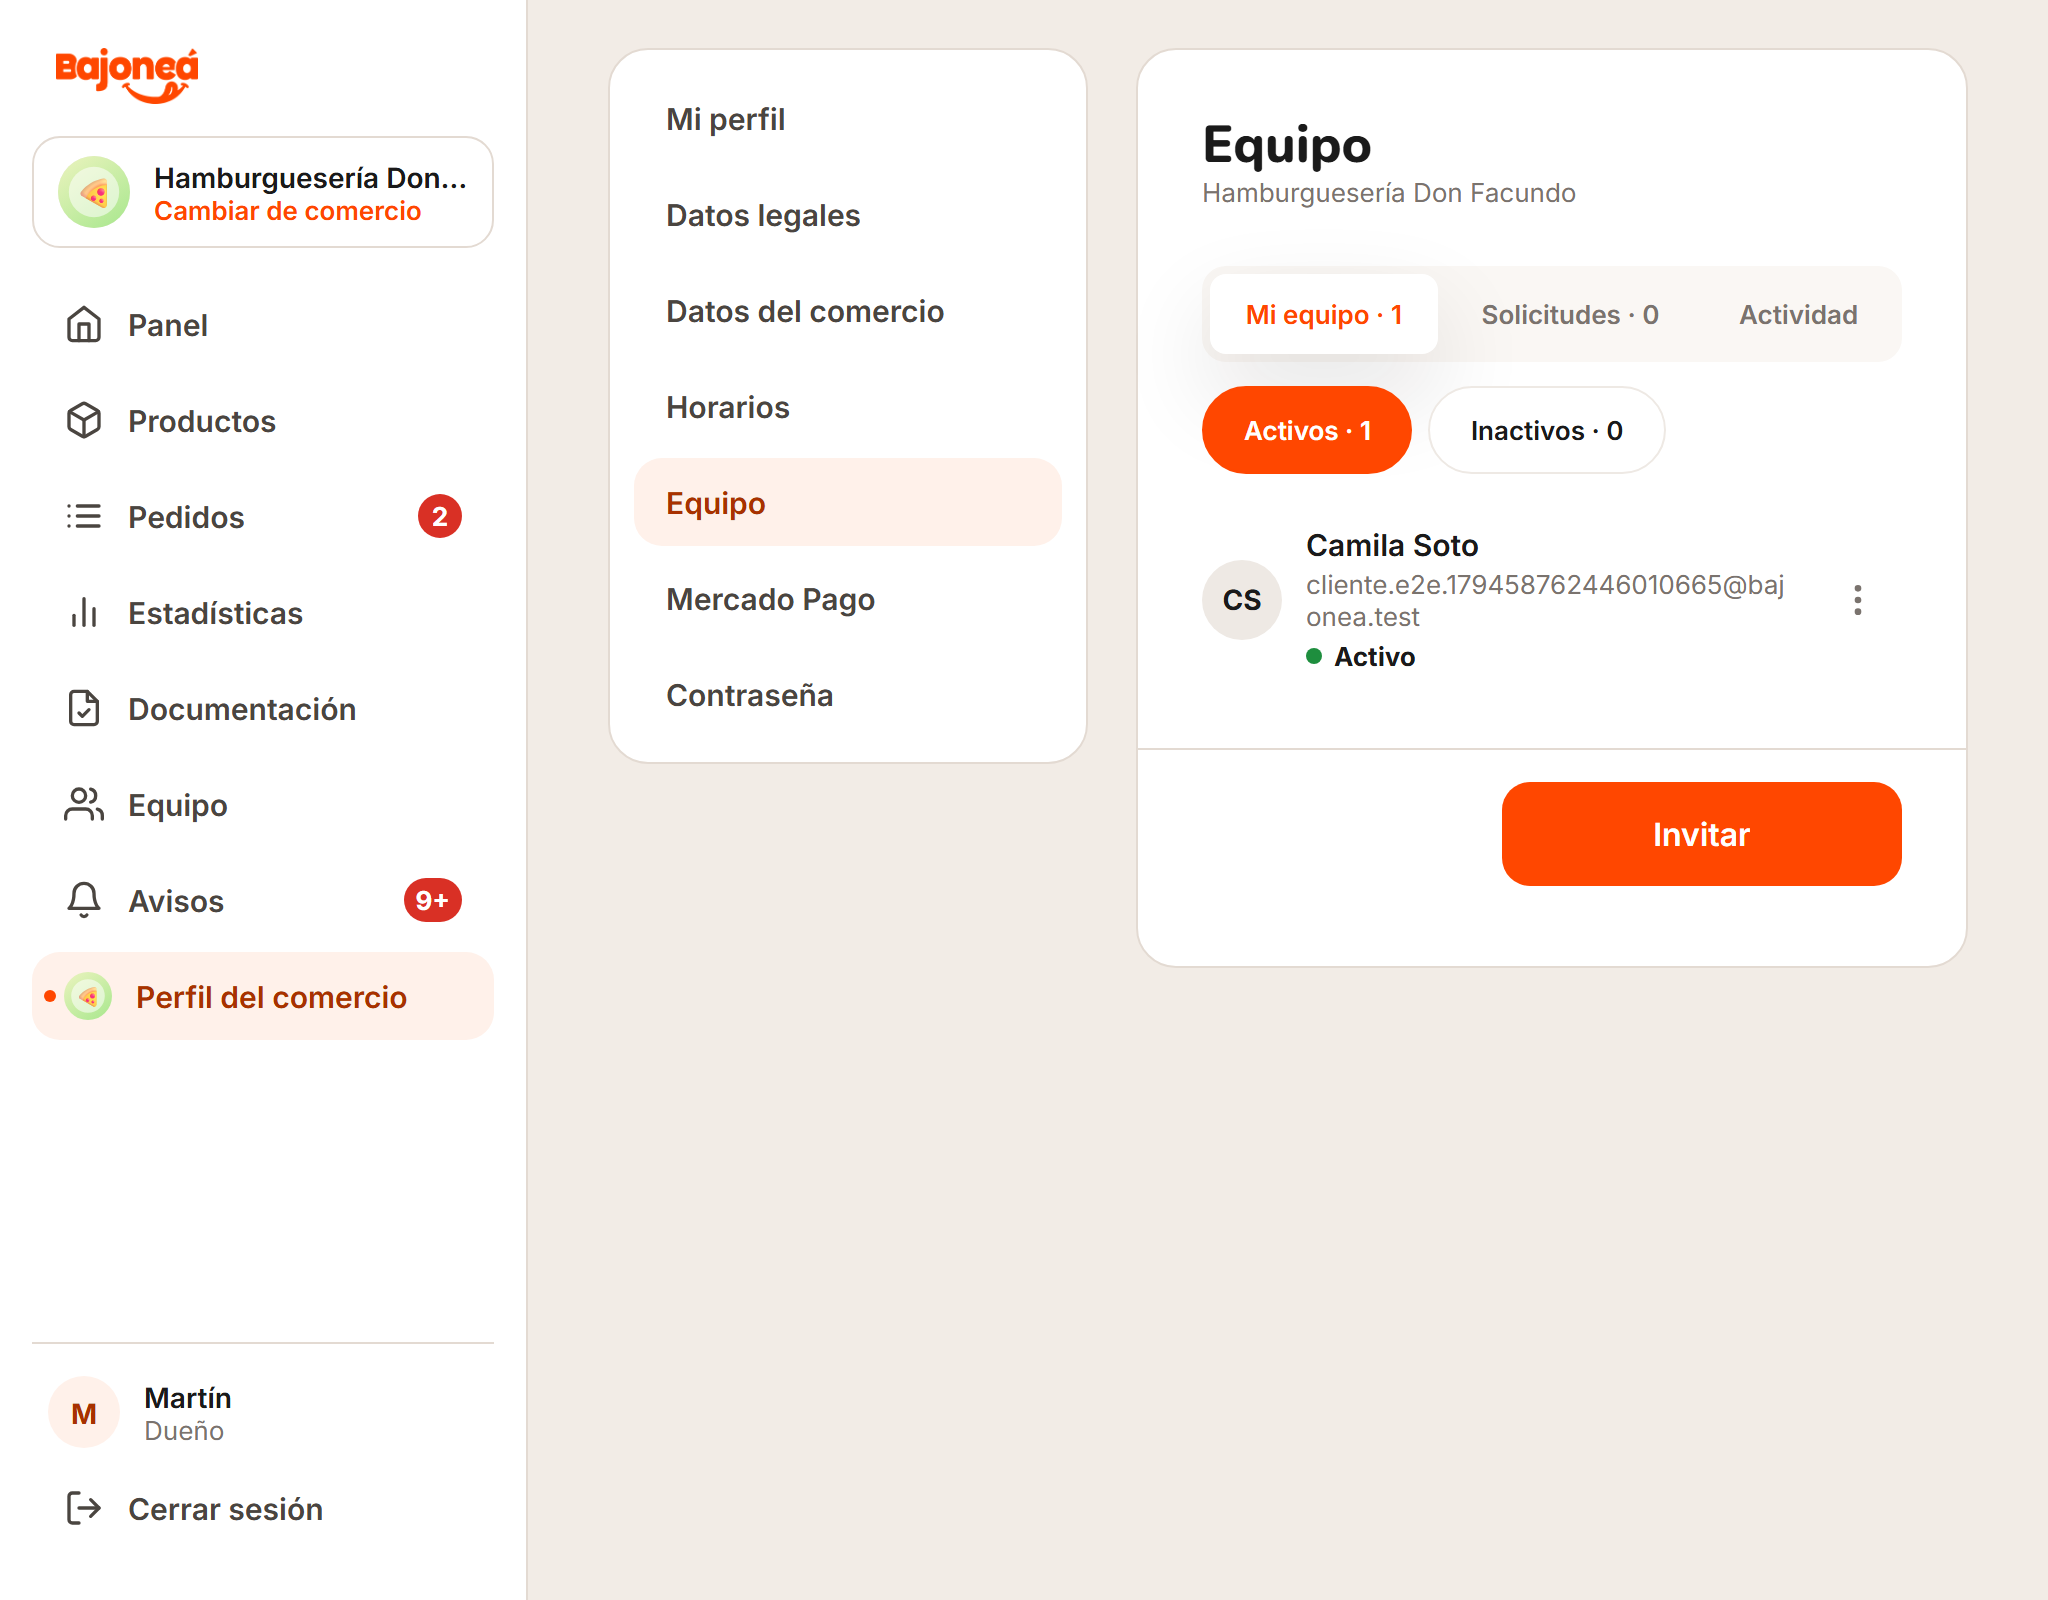 Bajoneá
Hamburguesería Don...
Cambiar de comercio
Panel
Productos
Pedidos
2
Estadísticas
Documentación
Equipo
Avisos
9+
Perfil del comercio
M
Martín
Dueño
Cerrar sesión
Mi perfil
Datos legales
Datos del comercio
Horarios
Equipo
Mercado Pago
Contraseña
Equipo
Hamburguesería Don Facundo
Mi equipo · 1
Solicitudes · 0
Actividad
Activos · 1
Inactivos · 0
CS
Camila Soto
cliente.e2e.179458762446010665@baj
onea.test
Activo
Invitar